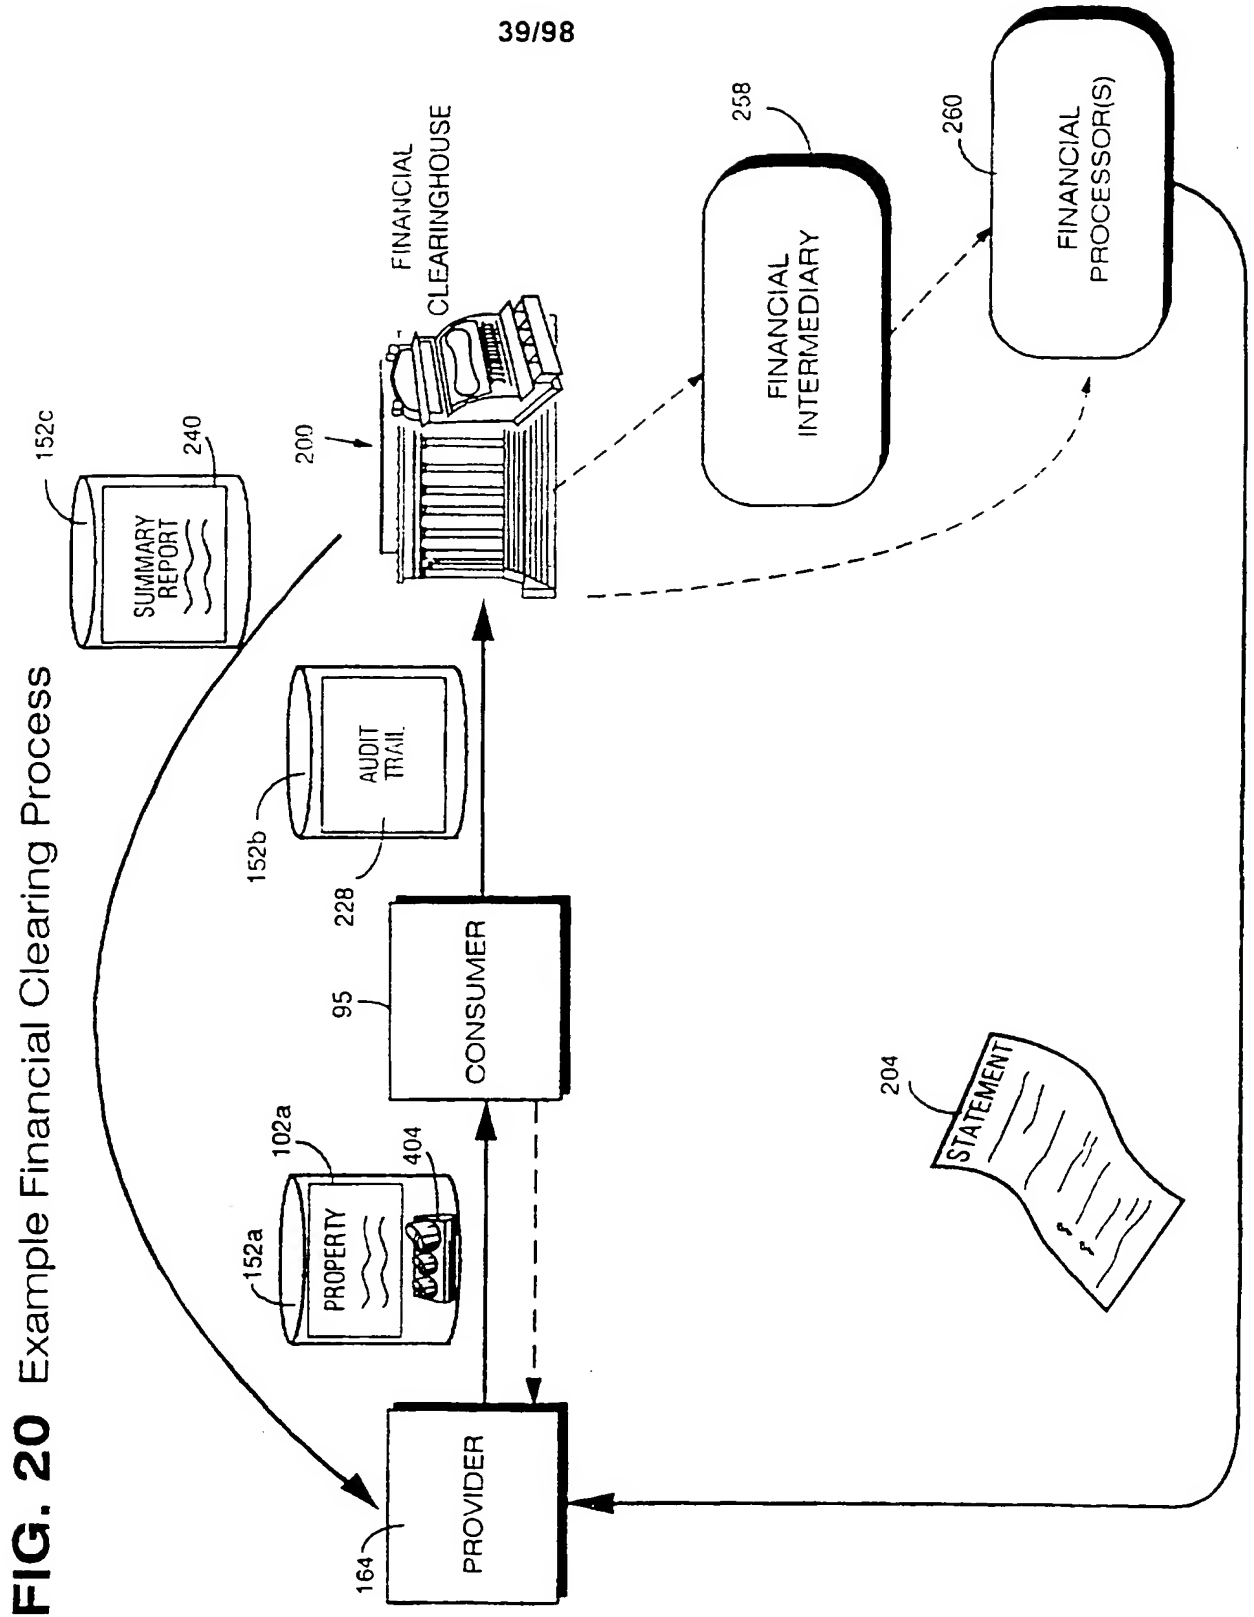 39/98
FIG. 20 Example Financial Clearing Process
152c
SUMMARY
REPORT
240
200
FINANCIAL
CLEARINGHOUSE
152b
AUDIT
TRAIL
228
95
CONSUMER
152a
102a
PROPERTY
404
164
PROVIDER
258
FINANCIAL
INTERMEDIARY
260
FINANCIAL
PROCESSOR(S)
204
STATEMENT